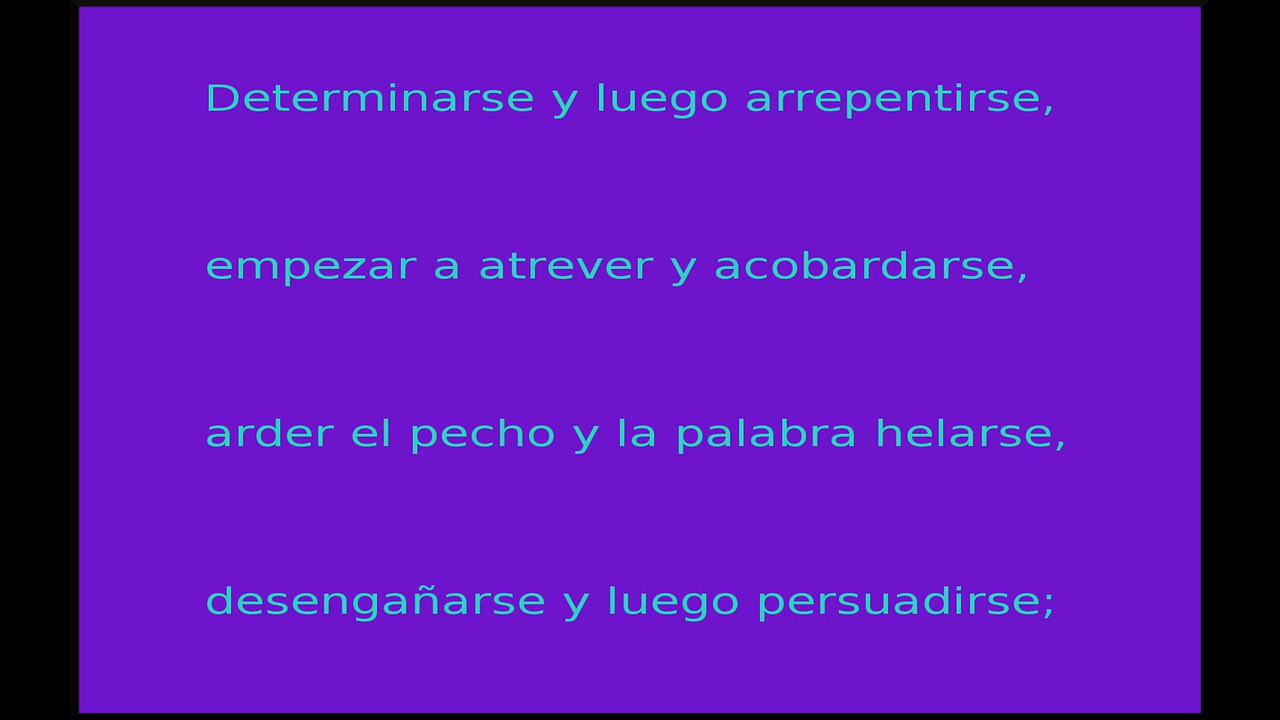 Determinarse y luego arrepentirse,
empezar a atrever y acobardarse,
arder el pecho y la palabra helarse,
desengañarse y luego persuadirse;